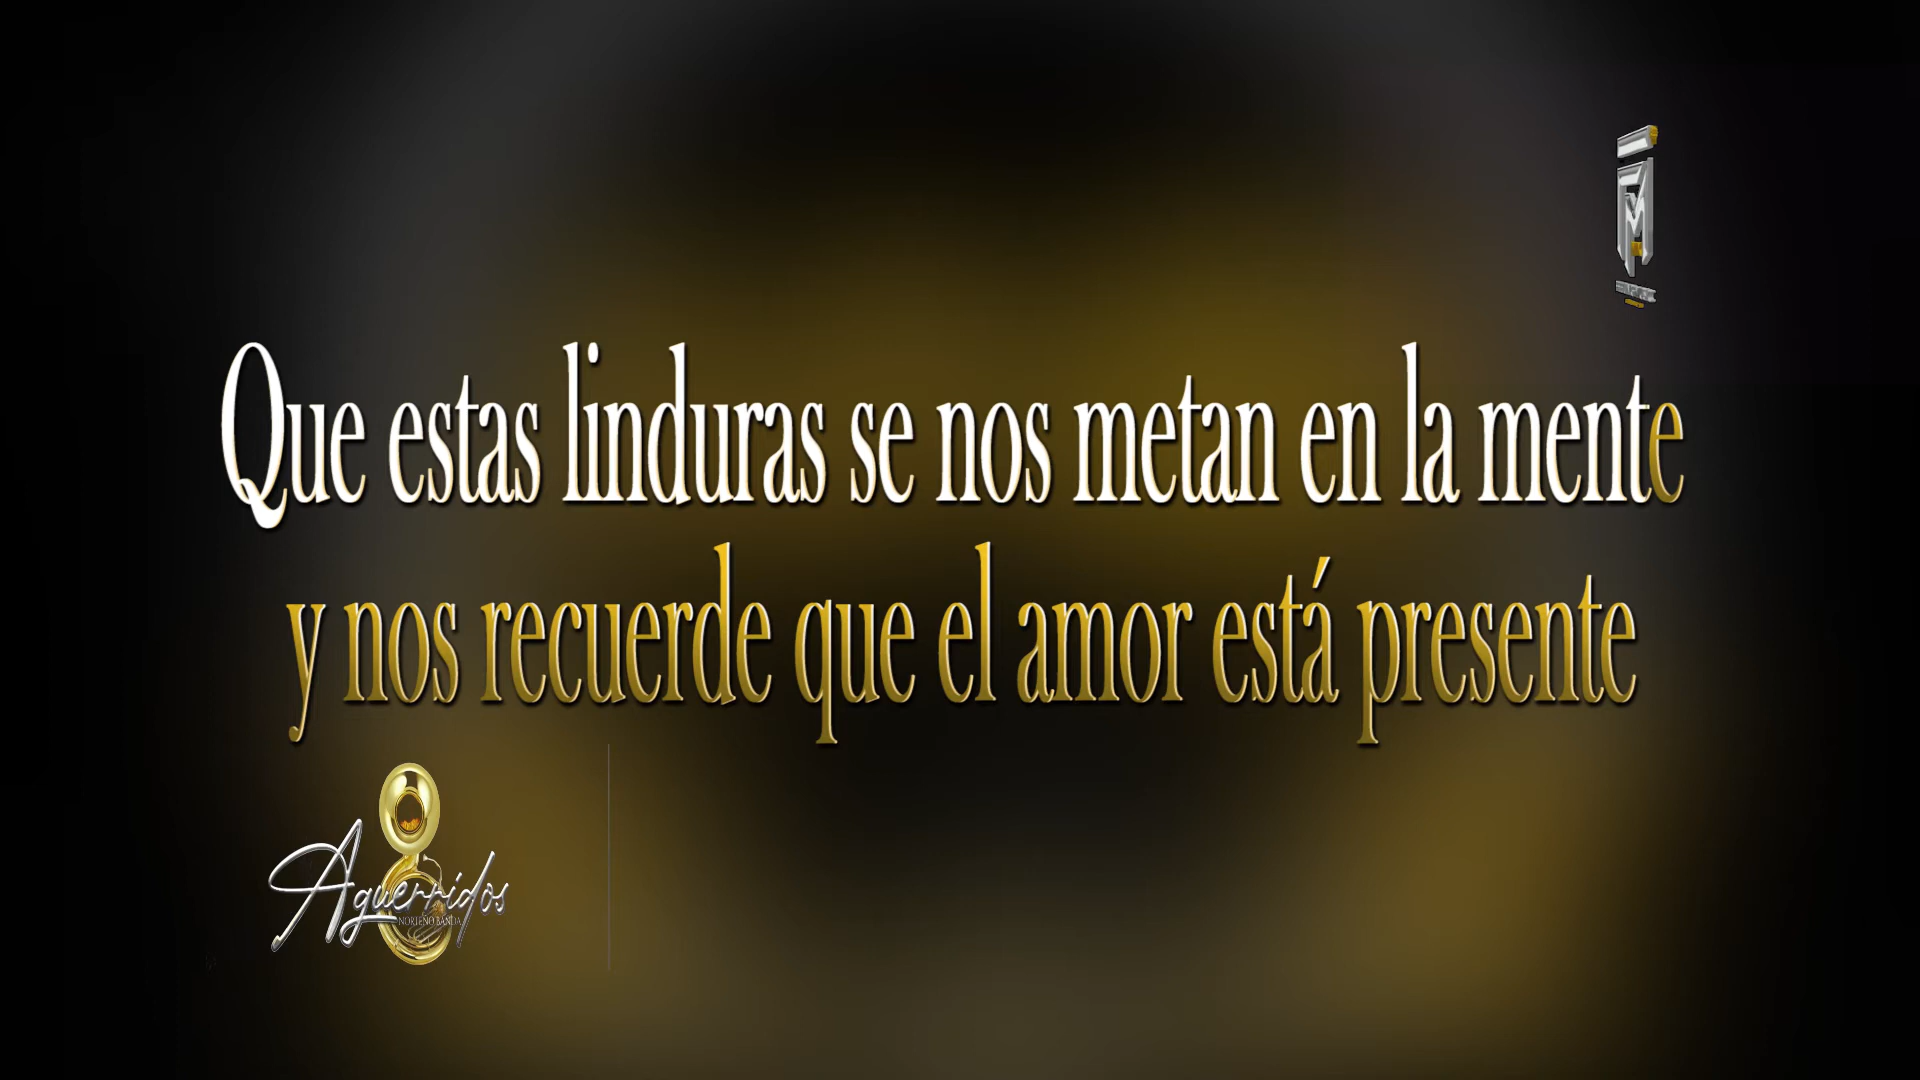 Que estas linduras se nos metan en la mente
y nos recuerde que el amor está presente
Aguerridos
NORTEÑO BANDA